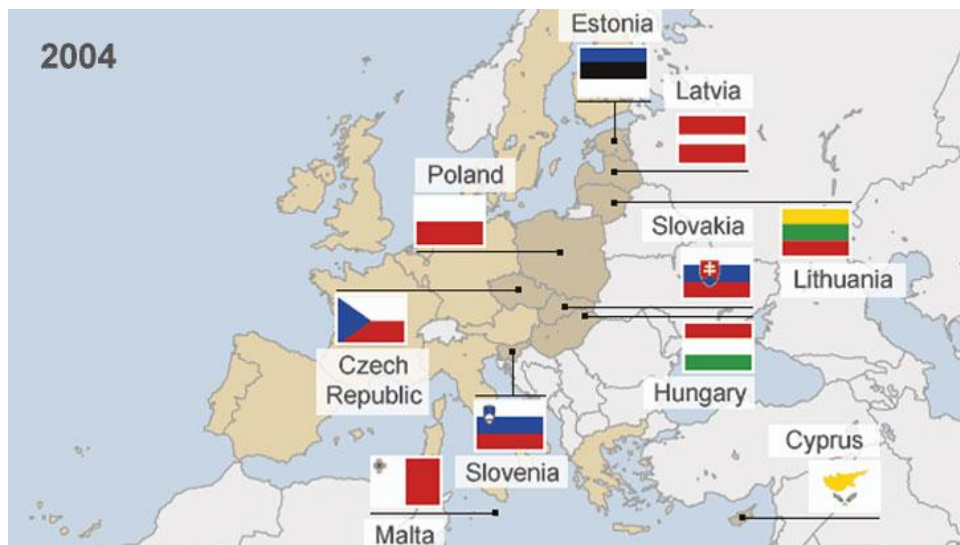 2004
Estonia
Latvia
Poland
Slovakia
Lithuania
Czech
Republic
Hungary
Slovenia
Cyprus
Malta